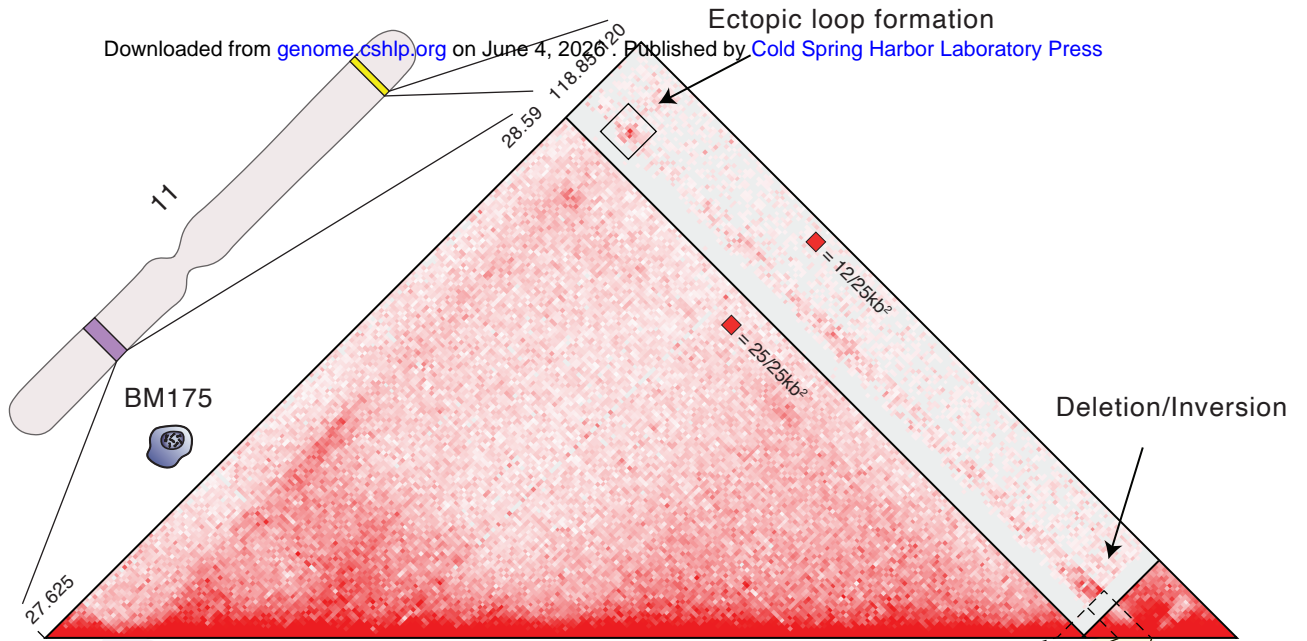 Ectopic loop formation
Downloaded from genome.cshlp.org on June 4, 2026 . Published by Cold Spring Harbor Laboratory Press
118.85
120
28.59
11
= 12/25kb²
= 25/25kb²
BM175
Deletion/Inversion
27.625